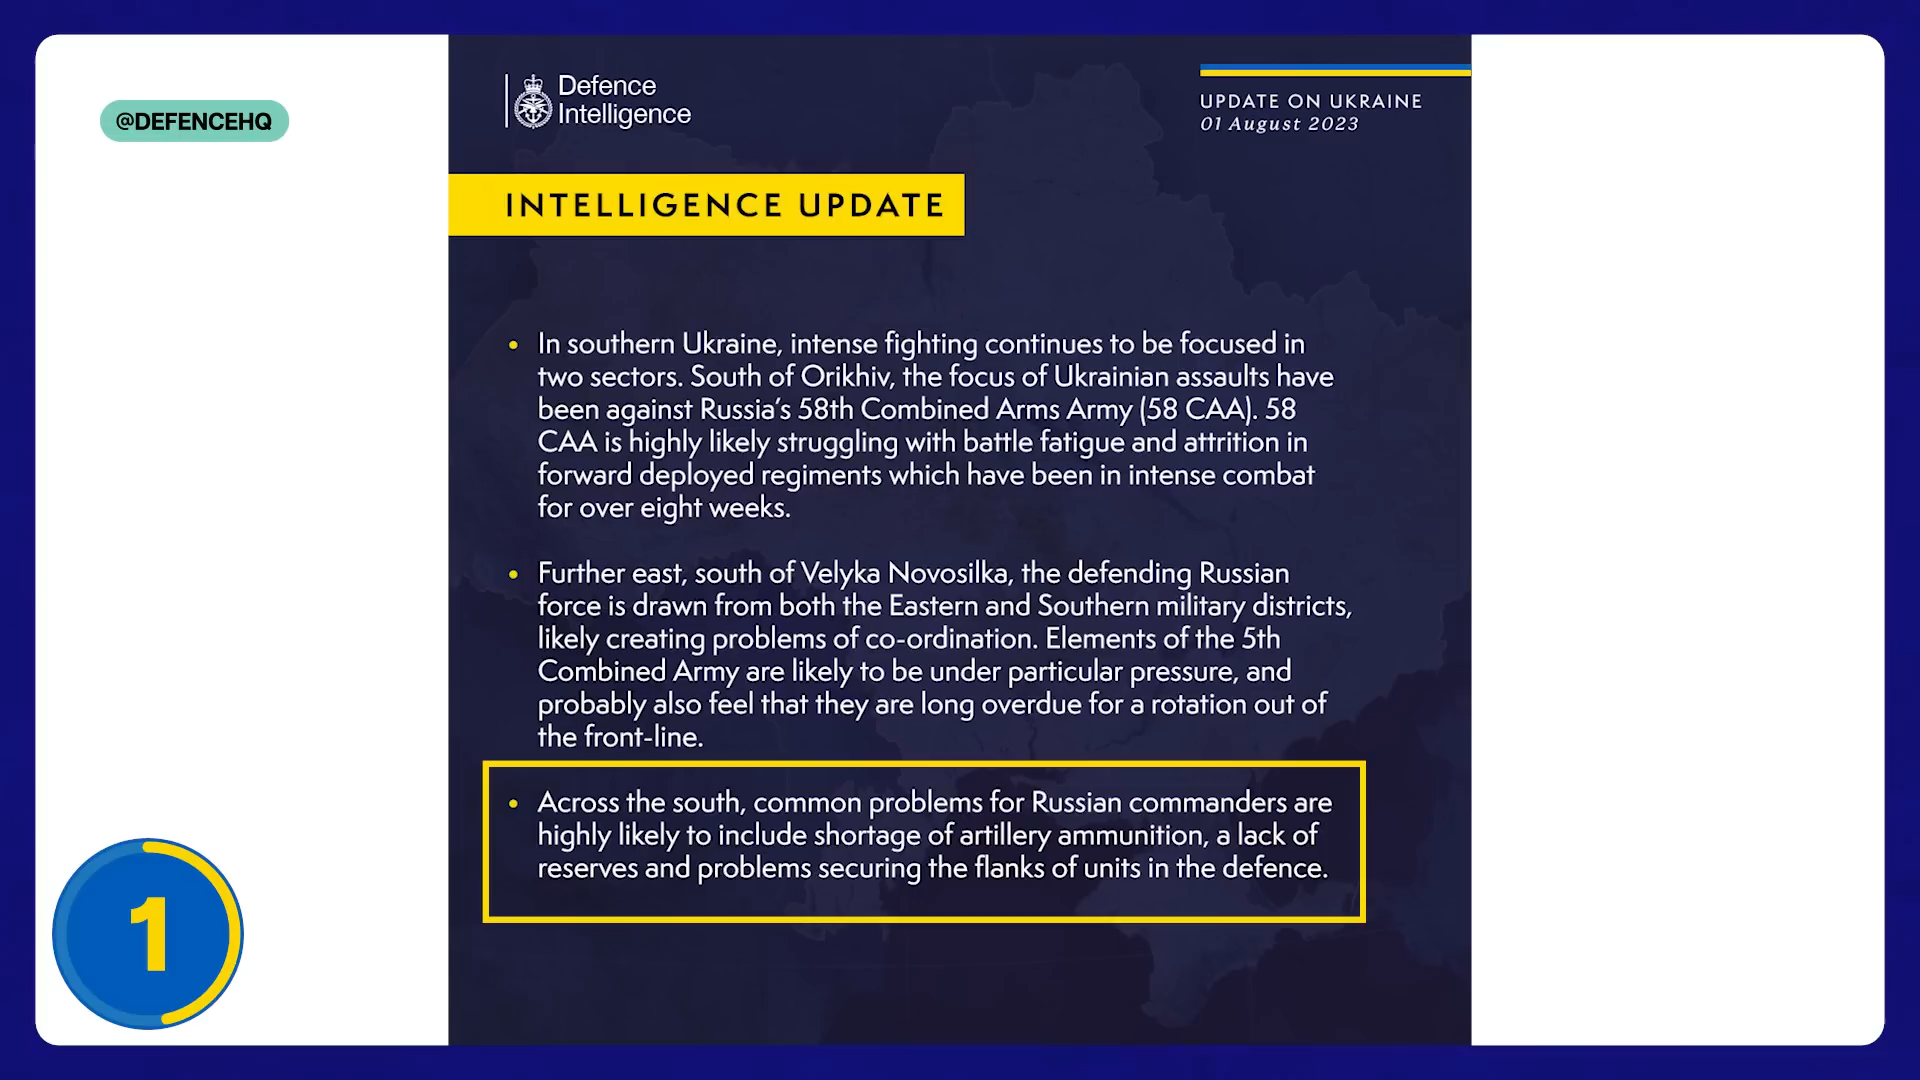 @DEFENCEHQ
Defence
Intelligence
UPDATE ON UKRAINE
01 August 2023
INTELLIGENCE UPDATE
• In southern Ukraine, intense fighting continues to be focused in
two sectors. South of Orikhiv, the focus of Ukrainian assaults have
been against Russia's 58th Combined Arms Army (58 CAA). 58
CAA is highly likely struggling with battle fatigue and attrition in
forward deployed regiments which have been in intense combat
for over eight weeks.
• Further east, south of Velyka Novosilka, the defending Russian
force is drawn from both the Eastern and Southern military districts,
likely creating problems of co-ordination. Elements of the 5th
Combined Army are likely to be under particular pressure, and
probably also feel that they are long overdue for a rotation out of
the front-line.
• Across the south, common problems for Russian commanders are
highly likely to include shortage of artillery ammunition, a lack of
reserves and problems securing the flanks of units in the defence.
1